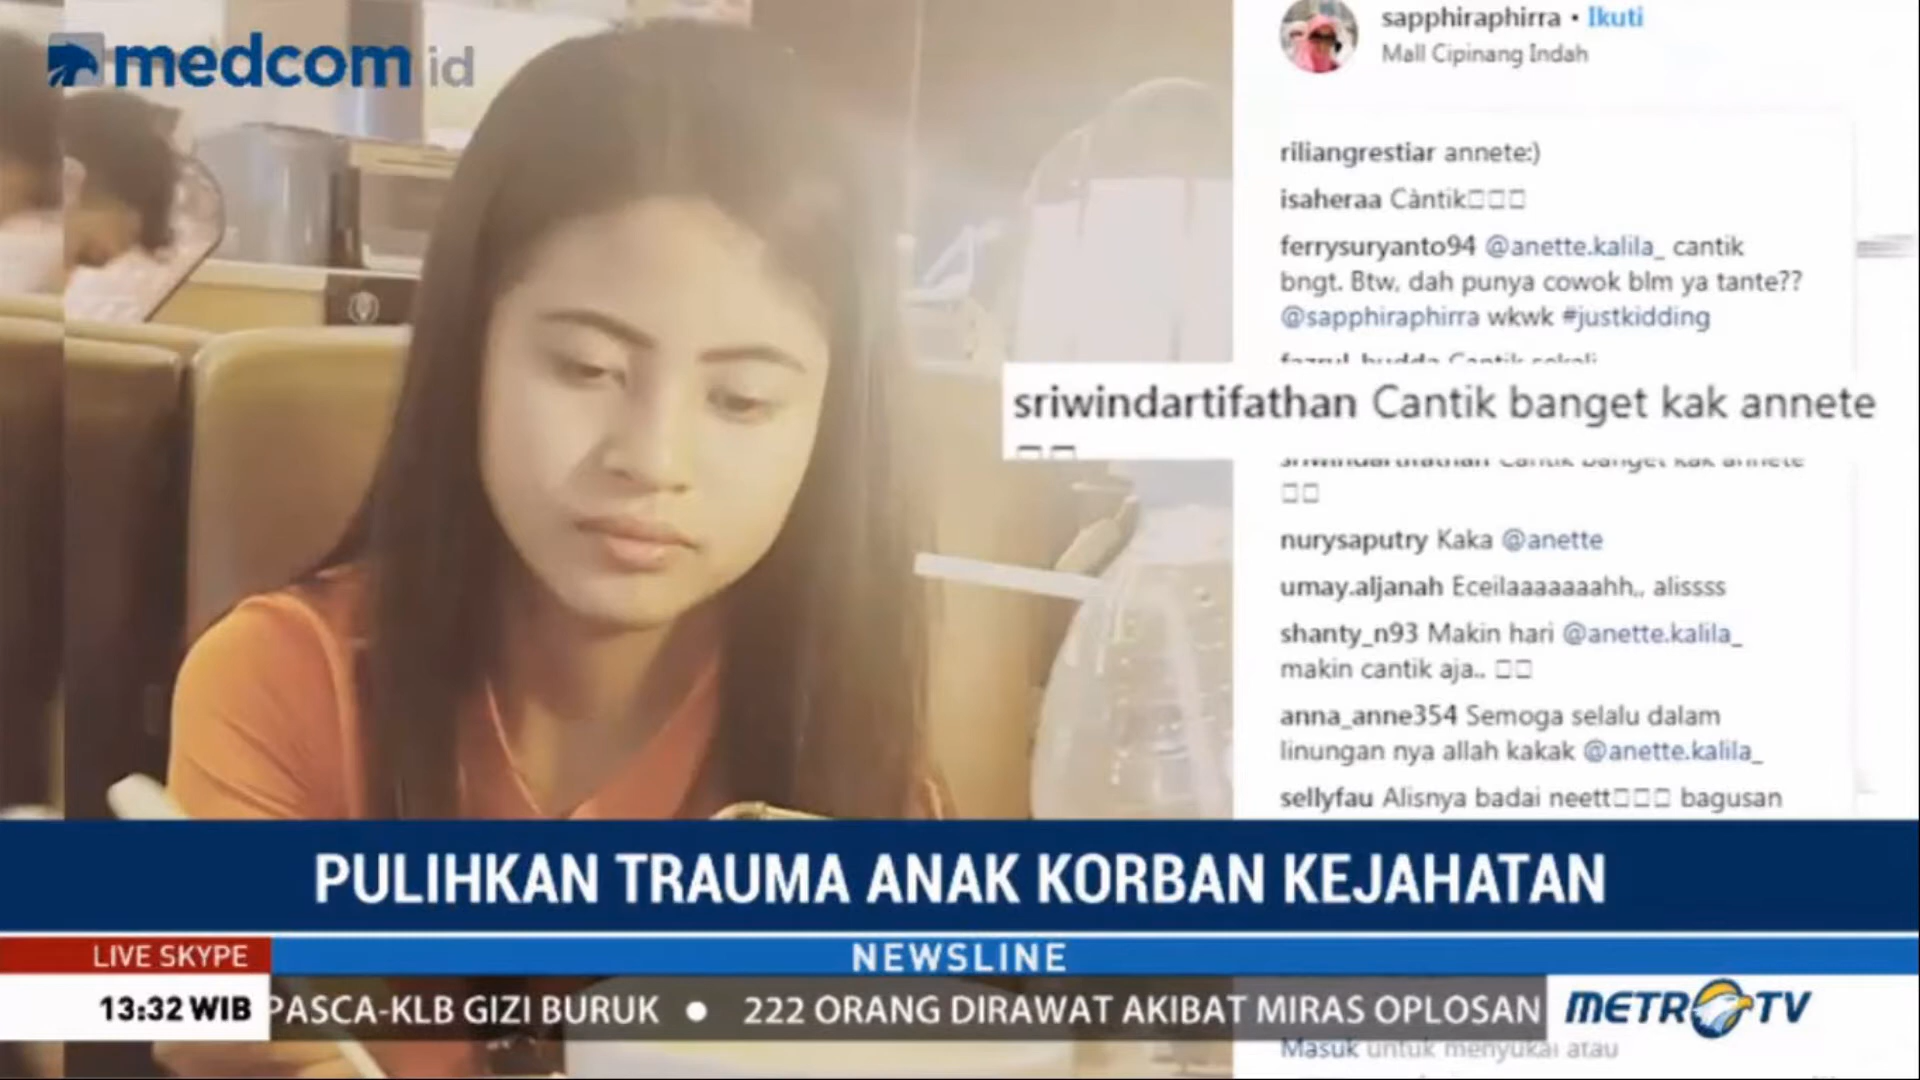 medcom id
sapphiraphirra • Ikuti
Mall Cipinang Indah
riliangrestiar annete:)
isaheraa Càntik□□□
ferrysuryanto94 @anette.kalila_ cantik
bngt. Btw, dah punya cowok blm ya tante??
@sapphiraphirra wkwk #justkidding
sriwindartifathan Cantik banget kak annete
□□
nurysaputry Kaka @anette
umay.aljanah Eceilaaaaaaahh,, alissss
shanty_n93 Makin hari @anette.kalila_
makin cantik aja.. □□
anna_anne354 Semoga selalu dalam
linungan nya allah kakak @anette.kalila_
sellyfau Alisnya badai neett□□□ bagusan
PULIHKAN TRAUMA ANAK KORBAN KEJAHATAN
LIVE SKYPE
NEWSLINE
13:32 WIB
PASCA-KLB GIZI BURUK ● 222 ORANG DIRAWAT AKIBAT MIRAS OPLOSAN
METRO TV
Masuk untuk menyukai atau